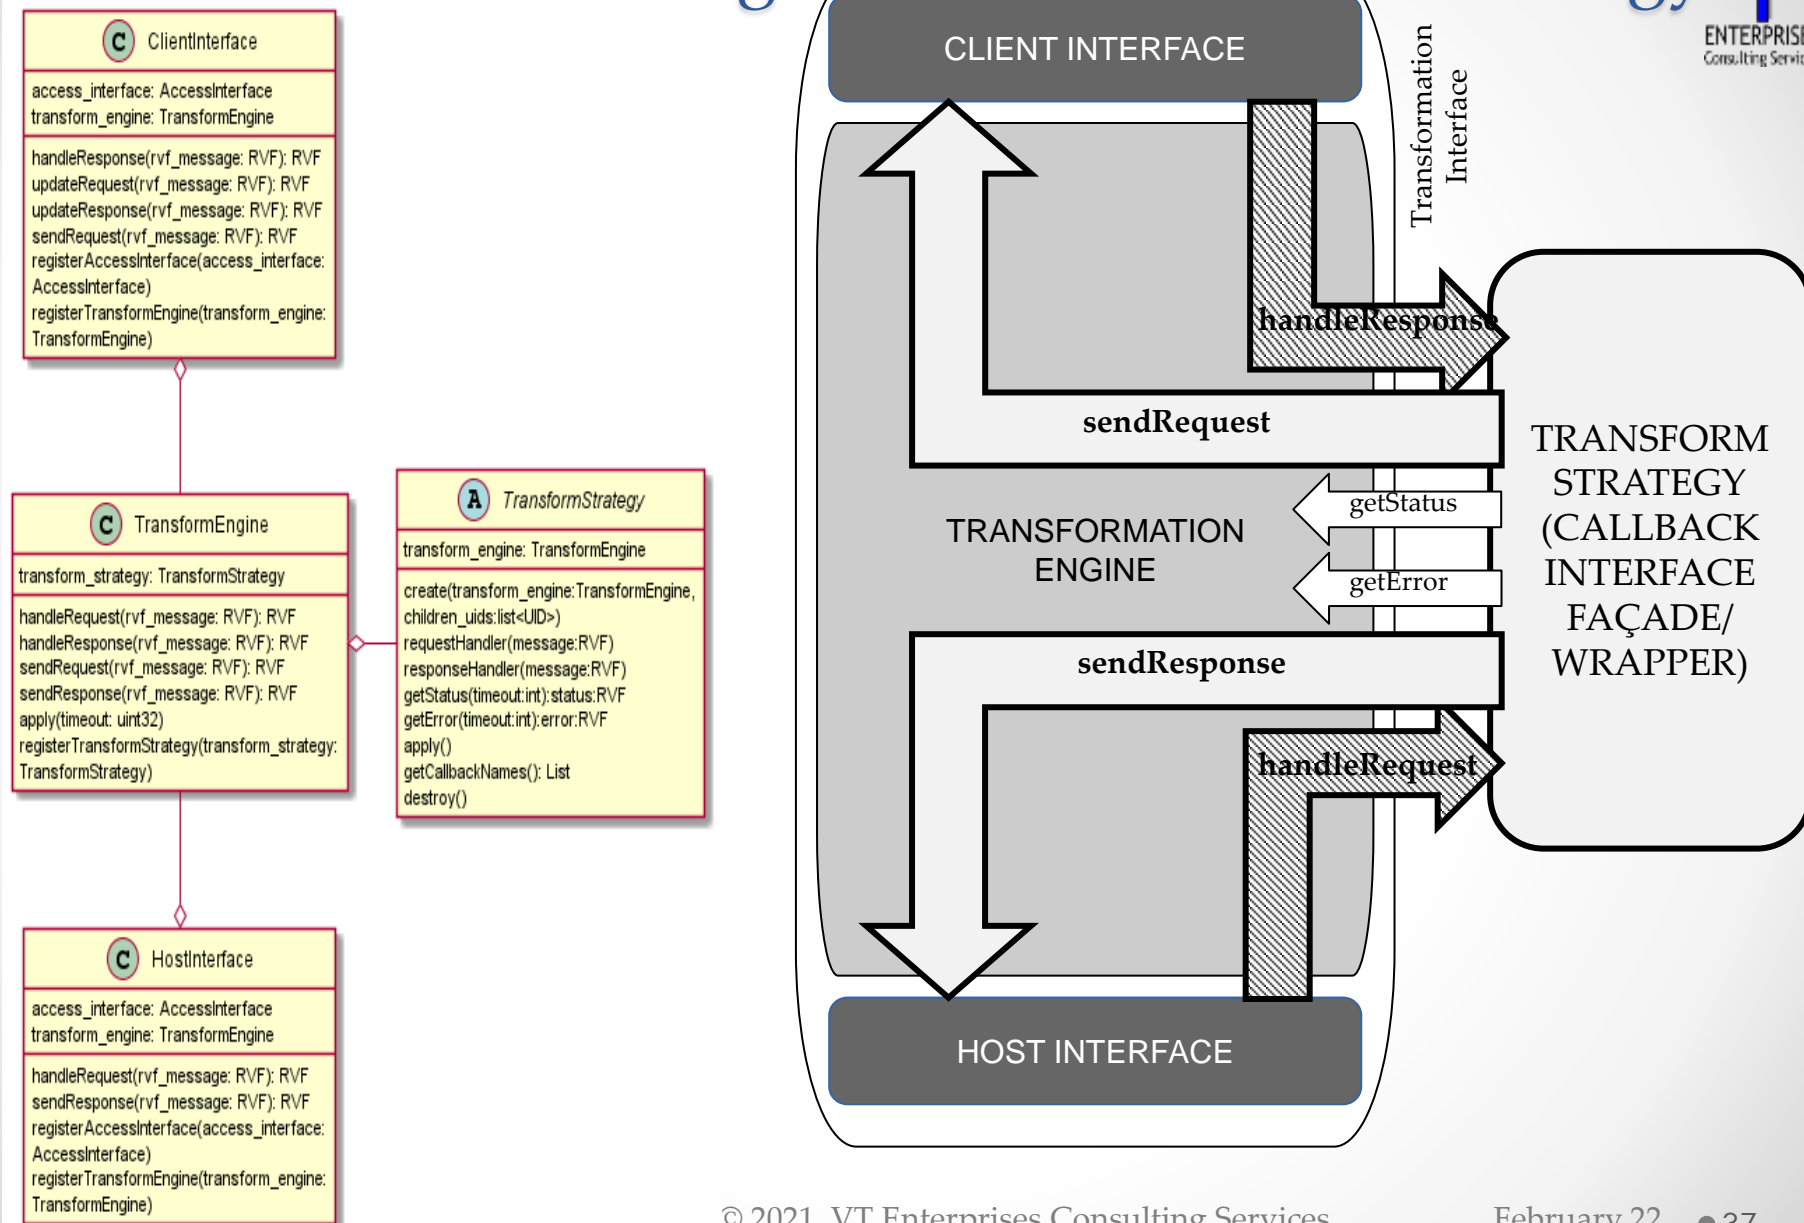 C ClientInterface
access_interface: AccessInterface
transform_engine: TransformEngine
handleResponse(rvf_message: RVF): RVF
updateRequest(rvf_message: RVF): RVF
updateResponse(rvf_message: RVF): RVF
sendRequest(rvf_message: RVF): RVF
registerAccessInterface(access_interface:
AccessInterface)
registerTransformEngine(transform_engine:
TransformEngine)
C TransformEngine
transform_strategy: TransformStrategy
handleRequest(rvf_message: RVF): RVF
handleResponse(rvf_message: RVF): RVF
sendRequest(rvf_message: RVF): RVF
sendResponse(rvf_message: RVF): RVF
apply(timeout: uint32)
registerTransformStrategy(transform_strategy:
TransformStrategy)
A TransformStrategy
transform_engine: TransformEngine
create(transform_engine:TransformEngine,
children_uids:list<UID>)
requestHandler(message:RVF)
responseHandler(message:RVF)
getStatus(timeout:int):status:RVF
getError(timeout:int):error:RVF
apply()
getCallbackNames(): List
destroy()
C HostInterface
access_interface: AccessInterface
transform_engine: TransformEngine
handleRequest(rvf_message: RVF): RVF
sendResponse(rvf_message: RVF): RVF
registerAccessInterface(access_interface:
AccessInterface)
registerTransformEngine(transform_engine:
TransformEngine)
CLIENT INTERFACE
Transformation
Interface
ENTERPRISE
Consulting
handleResponse
sendRequest
getStatus
TRANSFORMATION
ENGINE
getError
sendResponse
handleRequest
TRANSFORM
STRATEGY
(CALLBACK
INTERFACE
FAÇADE/
WRAPPER)
HOST INTERFACE
© 2021 VT Enterprises Consulting Services
February 22
37